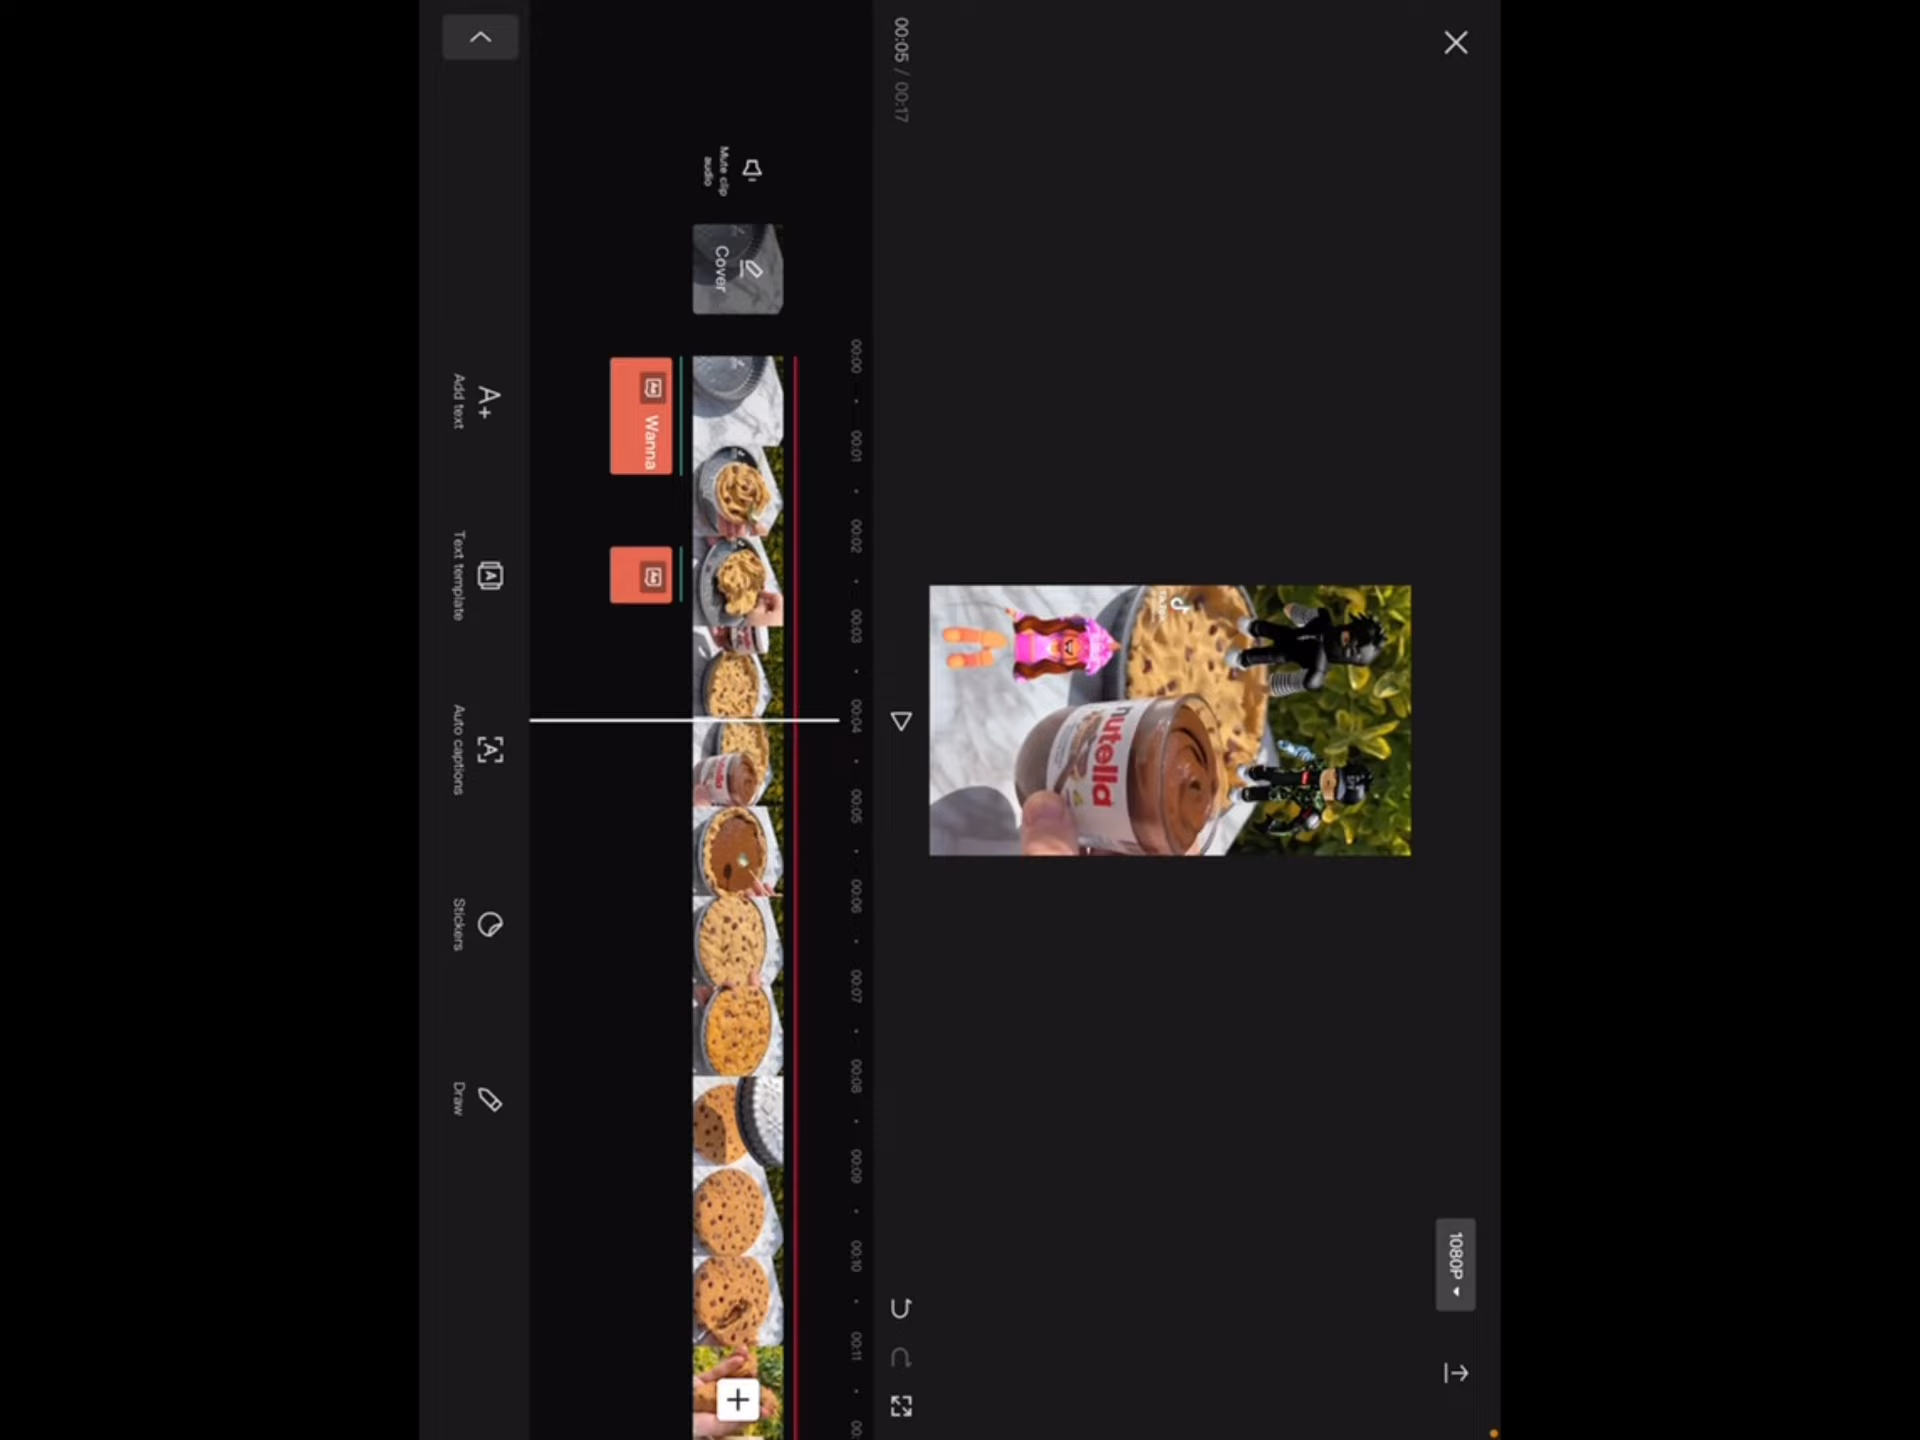 1080P
TikTok
nutella
00:05 / 00:17
00:00
00:01
00:02
00:03
00:04
00:05
00:06
00:07
00:08
00:09
00:10
00:11
Mute clip
audio
Cover
Wanna
Add text
Text template
Auto captions
Stickers
Draw